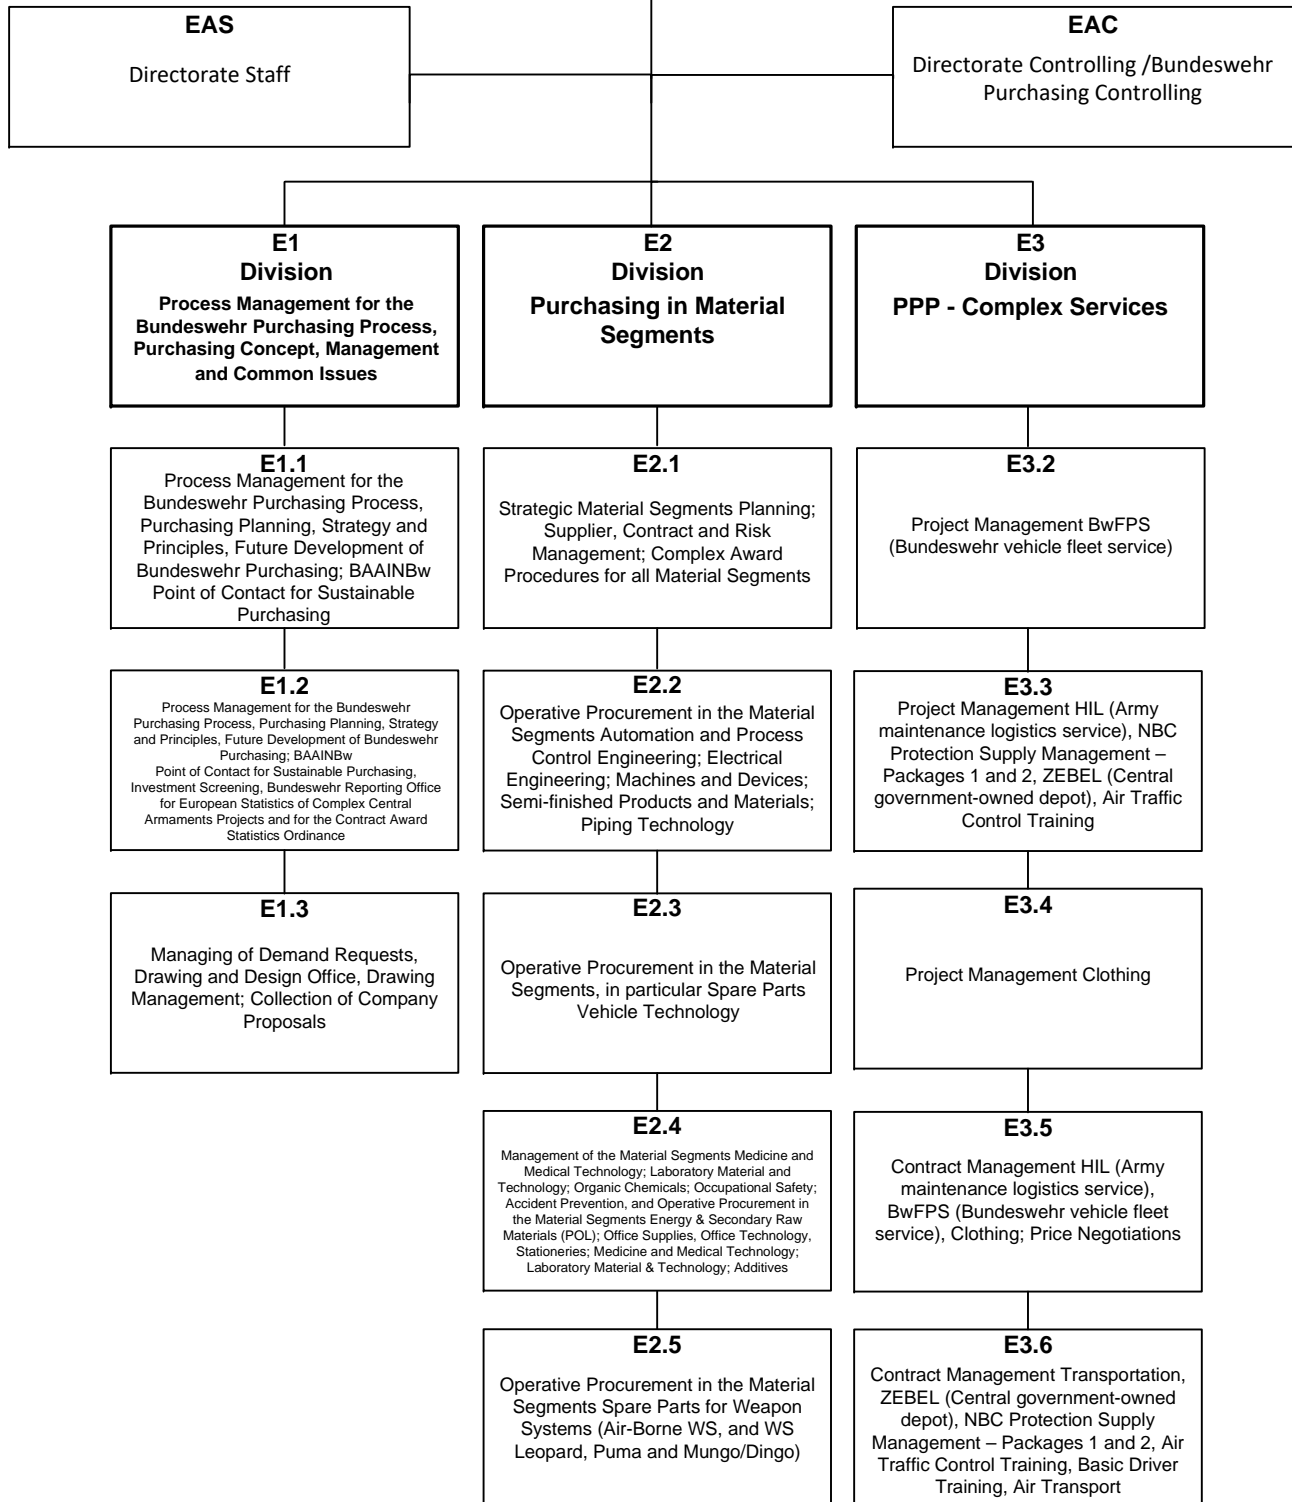 EAS
Directorate Staff
EAC
Directorate Controlling /Bundeswehr
Purchasing Controlling
E1
Division
Process Management for the
Bundeswehr Purchasing Process,
Purchasing Concept, Management
and Common Issues
E2
Division
Purchasing in Material
Segments
E3
Division
PPP - Complex Services
E1.1
Process Management for the
Bundeswehr Purchasing Process,
Purchasing Planning, Strategy and
Principles, Future Development of
Bundeswehr Purchasing; BAAINBw
Point of Contact for Sustainable
Purchasing
E2.1
Strategic Material Segments Planning;
Supplier, Contract and Risk
Management; Complex Award
Procedures for all Material Segments
E3.2
Project Management BwFPS
(Bundeswehr vehicle fleet service)
E1.2
Process Management for the Bundeswehr
Purchasing Process, Purchasing Planning, Strategy
and Principles, Future Development of Bundeswehr
Purchasing; BAAINBw
Point of Contact for Sustainable Purchasing,
Investment Screening, Bundeswehr Reporting Office
for European Statistics of Complex Central
Armaments Projects and for the Contract Award
Statistics Ordinance
E2.2
Operative Procurement in the Material
Segments Automation and Process
Control Engineering; Electrical
Engineering; Machines and Devices;
Semi-finished Products and Materials;
Piping Technology
E3.3
Project Management HIL (Army
maintenance logistics service), NBC
Protection Supply Management –
Packages 1 and 2, ZEBEL (Central
government-owned depot), Air Traffic
Control Training
E1.3
Managing of Demand Requests,
Drawing and Design Office, Drawing
Management; Collection of Company
Proposals
E2.3
Operative Procurement in the Material
Segments, in particular Spare Parts
Vehicle Technology
E3.4
Project Management Clothing
E2.4
Management of the Material Segments Medicine and
Medical Technology; Laboratory Material and
Technology; Organic Chemicals; Occupational Safety;
Accident Prevention, and Operative Procurement in
the Material Segments Energy & Secondary Raw
Materials (POL); Office Supplies, Office Technology,
Stationeries; Medicine and Medical Technology;
Laboratory Material & Technology; Additives
E3.5
Contract Management HIL (Army
maintenance logistics service),
BwFPS (Bundeswehr vehicle fleet
service), Clothing; Price Negotiations
E2.5
Operative Procurement in the Material
Segments Spare Parts for Weapon
Systems (Air-Borne WS, and WS
Leopard, Puma and Mungo/Dingo)
E3.6
Contract Management Transportation,
ZEBEL (Central government-owned
depot), NBC Protection Supply
Management – Packages 1 and 2, Air
Traffic Control Training, Basic Driver
Training, Air Transport